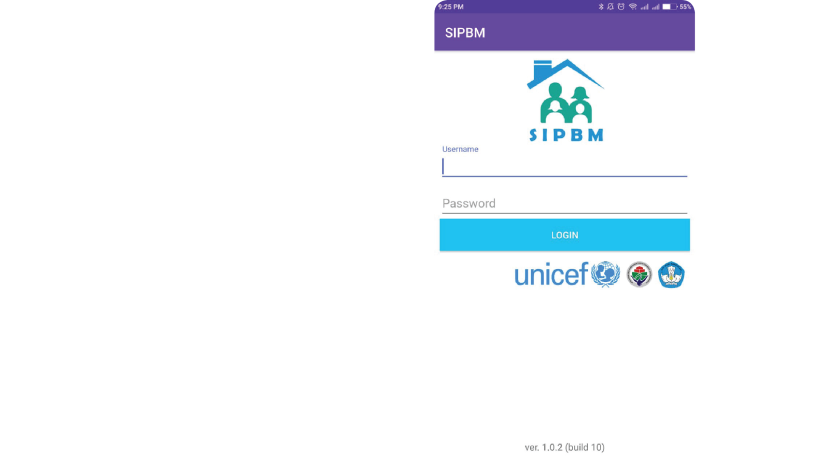 9:25 PM 55%
SIPBM
SIPBM
Username
Password
LOGIN
unicef
ver. 1.0.2 (build 10)